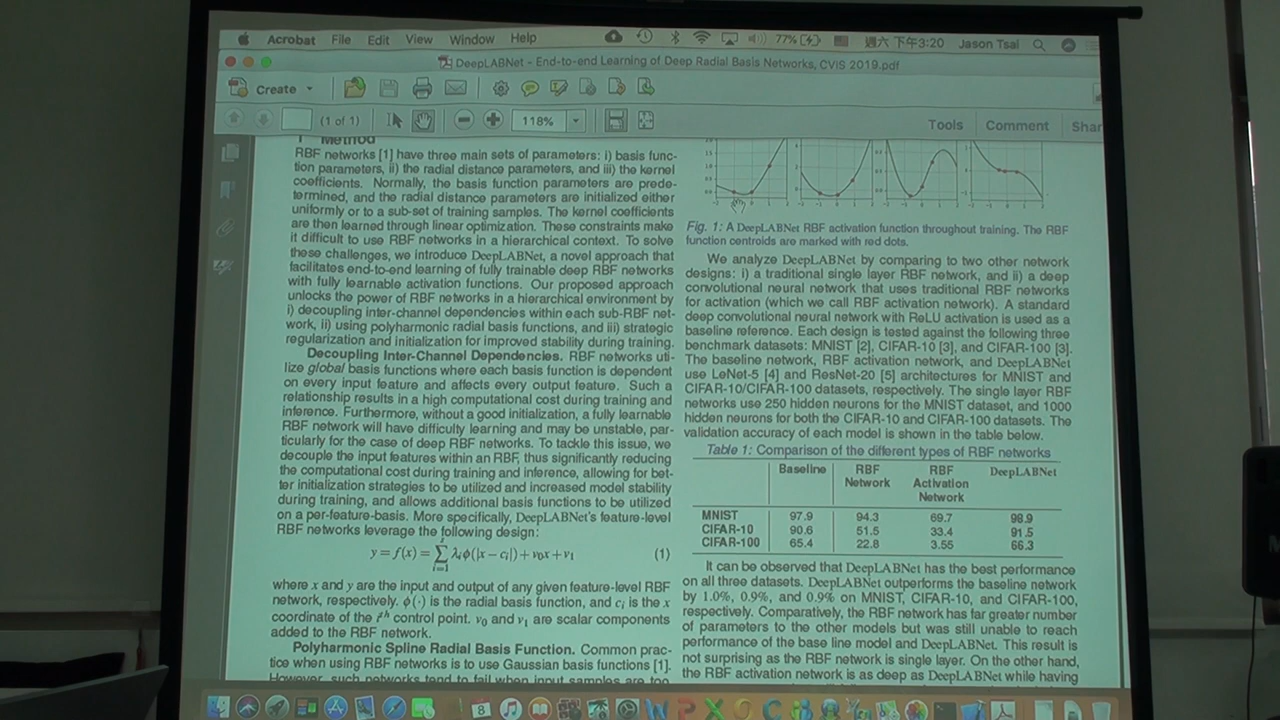 Acrobat File Edit View Window Help 77% 週六 下午3:20 Jason Tsai
DeepLABNet - End-to-end Learning of Deep Radial Basis Networks, CVIS 2019.pdf
Create
(1 of 1) 118% Tools Comment Shar
Method
RBF networks [1] have three main sets of parameters: i) basis func-
tion parameters, ii) the radial distance parameters, and iii) the kernel
coefficients. Normally, the basis function parameters are prede-
termined, and the radial distance parameters are initialized either
uniformly or to a sub-set of training samples. The kernel coefficients
are then learned through linear optimization. These constraints make
it difficult to use RBF networks in a hierarchical context. To solve
these challenges, we introduce DeepLABNet, a novel approach that
facilitates end-to-end learning of fully trainable deep RBF networks
with fully learnable activation functions. Our proposed approach
unlocks the power of RBF networks in a hierarchical environment by
i) decoupling inter-channel dependencies within each sub-RBF net-
work, ii) using polyharmonic radial basis functions, and iii) strategic
regularization and initialization for improved stability during training.
Decoupling Inter-Channel Dependencies. RBF networks uti-
lize global basis functions where each basis function is dependent
on every input feature and affects every output feature. Such a
relationship results in a high computational cost during training and
inference. Furthermore, without a good initialization, a fully learnable
RBF network will have difficulty learning and may be unstable, par-
ticularly for the case of deep RBF networks. To tackle this issue, we
decouple the input features within an RBF, thus significantly reducing
the computational cost during training and inference, allowing for bet-
ter initialization strategies to be utilized and increased model stability
during training, and allows additional basis functions to be utilized
on a per-feature-basis. More specifically, DeepLABNet's feature-level
RBF networks leverage the following design:
y = f(x) = ∑ λiϕ(|x − ci|) + v0x + v1 (1)
i=1
where x and y are the input and output of any given feature-level RBF
network, respectively. ϕ(·) is the radial basis function, and ci is the x
coordinate of the ith control point. v0 and v1 are scalar components
added to the RBF network.
Polyharmonic Spline Radial Basis Function. Common prac-
tice when using RBF networks is to use Gaussian basis functions [1].
However, such networks tend to fail when input samples are too
Fig. 1: A DeepLABNet RBF activation function throughout training. The RBF
function centroids are marked with red dots.
We analyze DeepLABNet by comparing to two other network
designs: i) a traditional single layer RBF network, and ii) a deep
convolutional neural network that uses traditional RBF networks
for activation (which we call RBF activation network). A standard
deep convolutional neural network with ReLU activation is used as a
baseline reference. Each design is tested against the following three
benchmark datasets: MNIST [2], CIFAR-10 [3], and CIFAR-100 [3].
The baseline network, RBF activation network, and DeepLABNet
use LeNet-5 [4] and ResNet-20 [5] architectures for MNIST and
CIFAR-10/CIFAR-100 datasets, respectively. The single layer RBF
networks use 250 hidden neurons for the MNIST dataset, and 1000
hidden neurons for both the CIFAR-10 and CIFAR-100 datasets. The
validation accuracy of each model is shown in the table below.
Table 1: Comparison of the different types of RBF networks
Baseline RBF RBF DeepLABNet
Network Activation
Network
MNIST 97.9 94.3 69.7 98.9
CIFAR-10 90.6 51.5 33.4 91.5
CIFAR-100 65.4 22.8 3.55 66.3
It can be observed that DeepLABNet has the best performance
on all three datasets. DeepLABNet outperforms the baseline network
by 1.0%, 0.9%, and 0.9% on MNIST, CIFAR-10, and CIFAR-100,
respectively. Comparatively, the RBF network has far greater number
of parameters to the other models but was still unable to reach
performance of the base line model and DeepLABNet. This result is
not surprising as the RBF network is single layer. On the other hand,
the RBF activation network is as deep as DeepLABNet while having